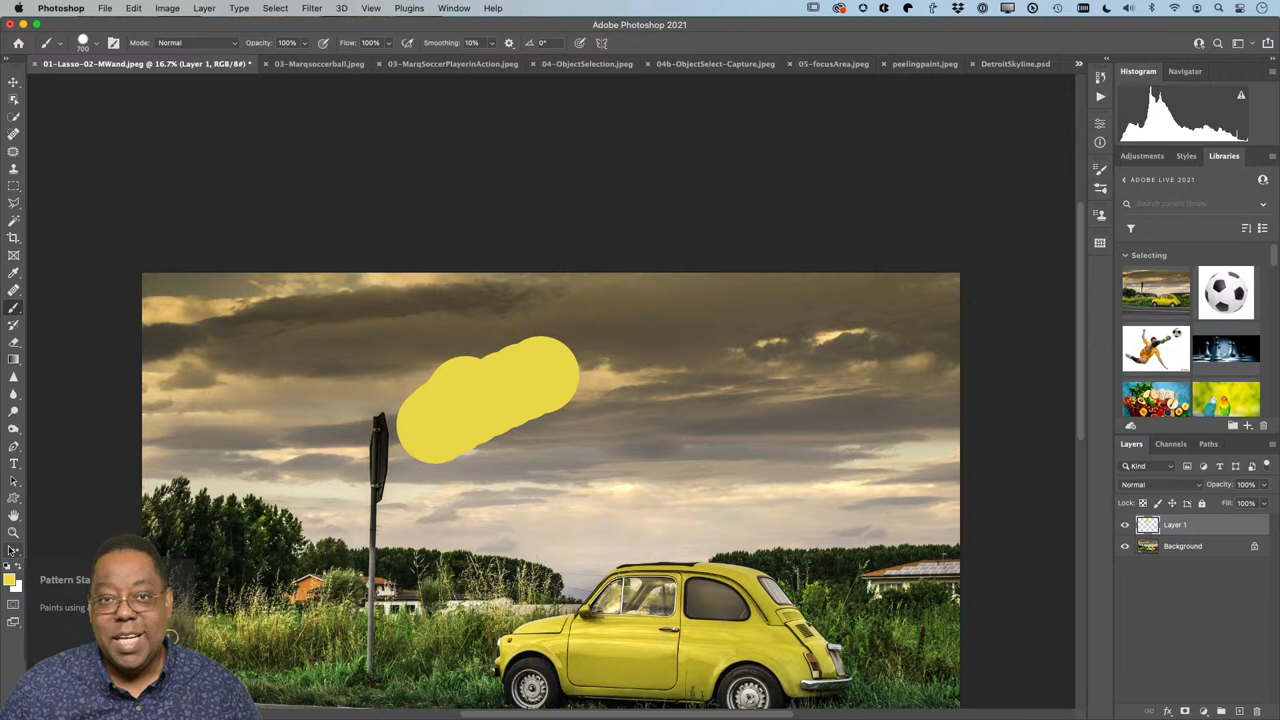 Photoshop File Edit Image Layer Type Select Filter 3D View Plugins Window Help
Adobe Photoshop 2021
700 Mode: Normal Opacity: 100% Flow: 100% Smoothing: 10% 0°
01-Lasso-02-MWand.jpeg @ 16.7% (Layer 1, RGB/8#) * 03-Marqsoccerball.jpeg 03-MarqSoccerPlayerinAction.jpeg 04-ObjectSelection.jpeg 04b-ObjectSelect-Capture.jpeg 05-focusArea.jpeg peelingpaint.jpeg DetroitSkyline.psd
Histogram Navigator
Adjustments Styles Libraries
ADOBE LIVE 2021
Search current library
Selecting
Layers Channels Paths
Kind
Normal Opacity: 100%
Lock: Fill: 100%
Layer 1
Background
Pattern Sta
Paints using